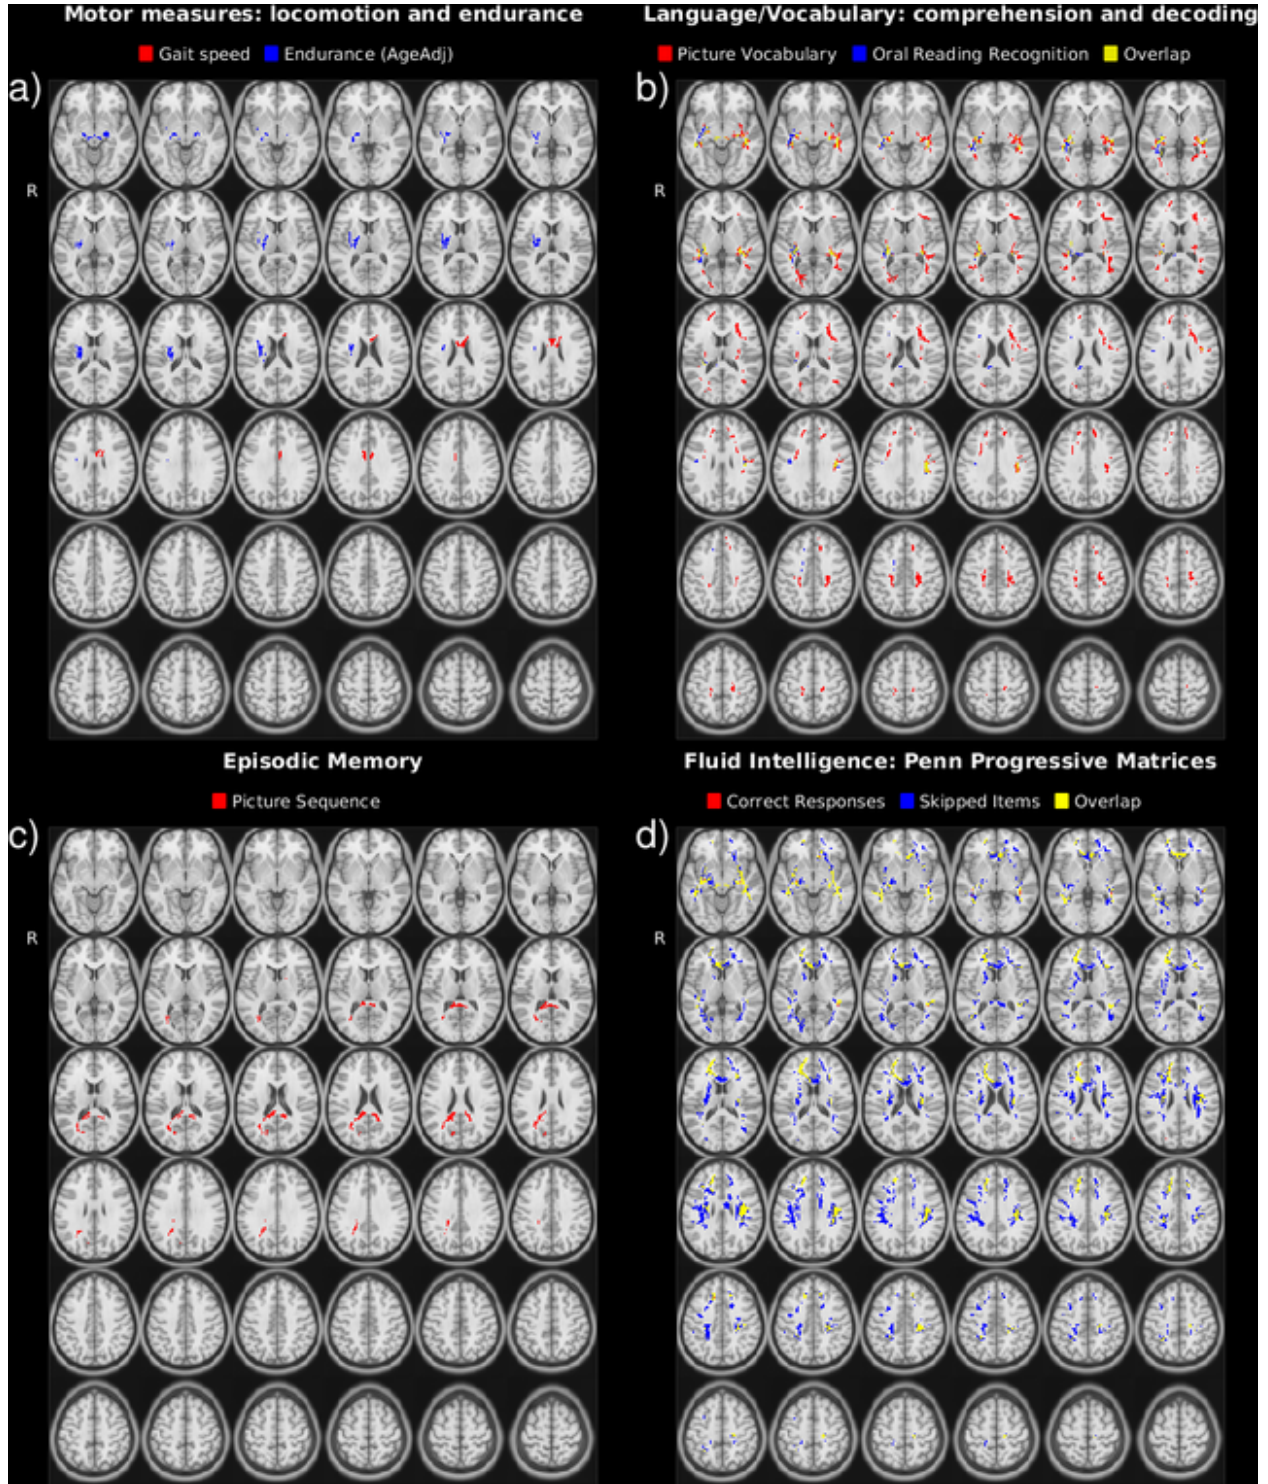 Motor measures: locomotion and endurance
Gait speed Endurance (AgeAdj)
a)
R
Language/Vocabulary: comprehension and decoding
Picture Vocabulary Oral Reading Recognition Overlap
b)
R
Episodic Memory
Picture Sequence
c)
R
Fluid Intelligence: Penn Progressive Matrices
Correct Responses Skipped Items Overlap
d)
R